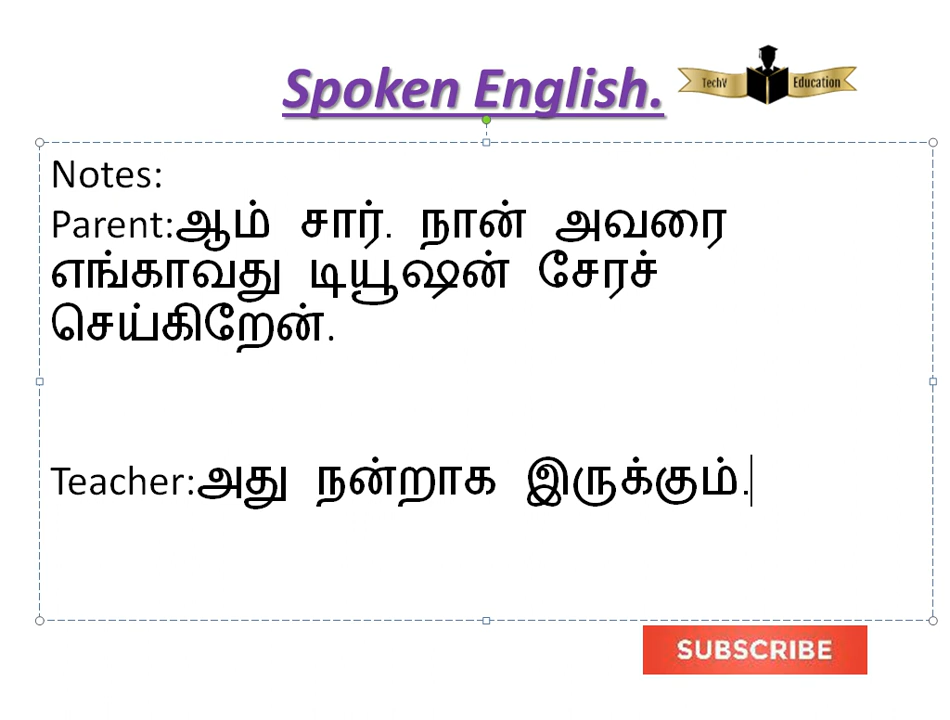 Spoken English.
TechV Education
Notes:
Parent:ஆம் சார். நான் அவரை
எங்காவது டியூஷன் சேரச்
செய்கிறேன்.
Teacher:அது நன்றாக இருக்கும்.
SUBSCRIBE